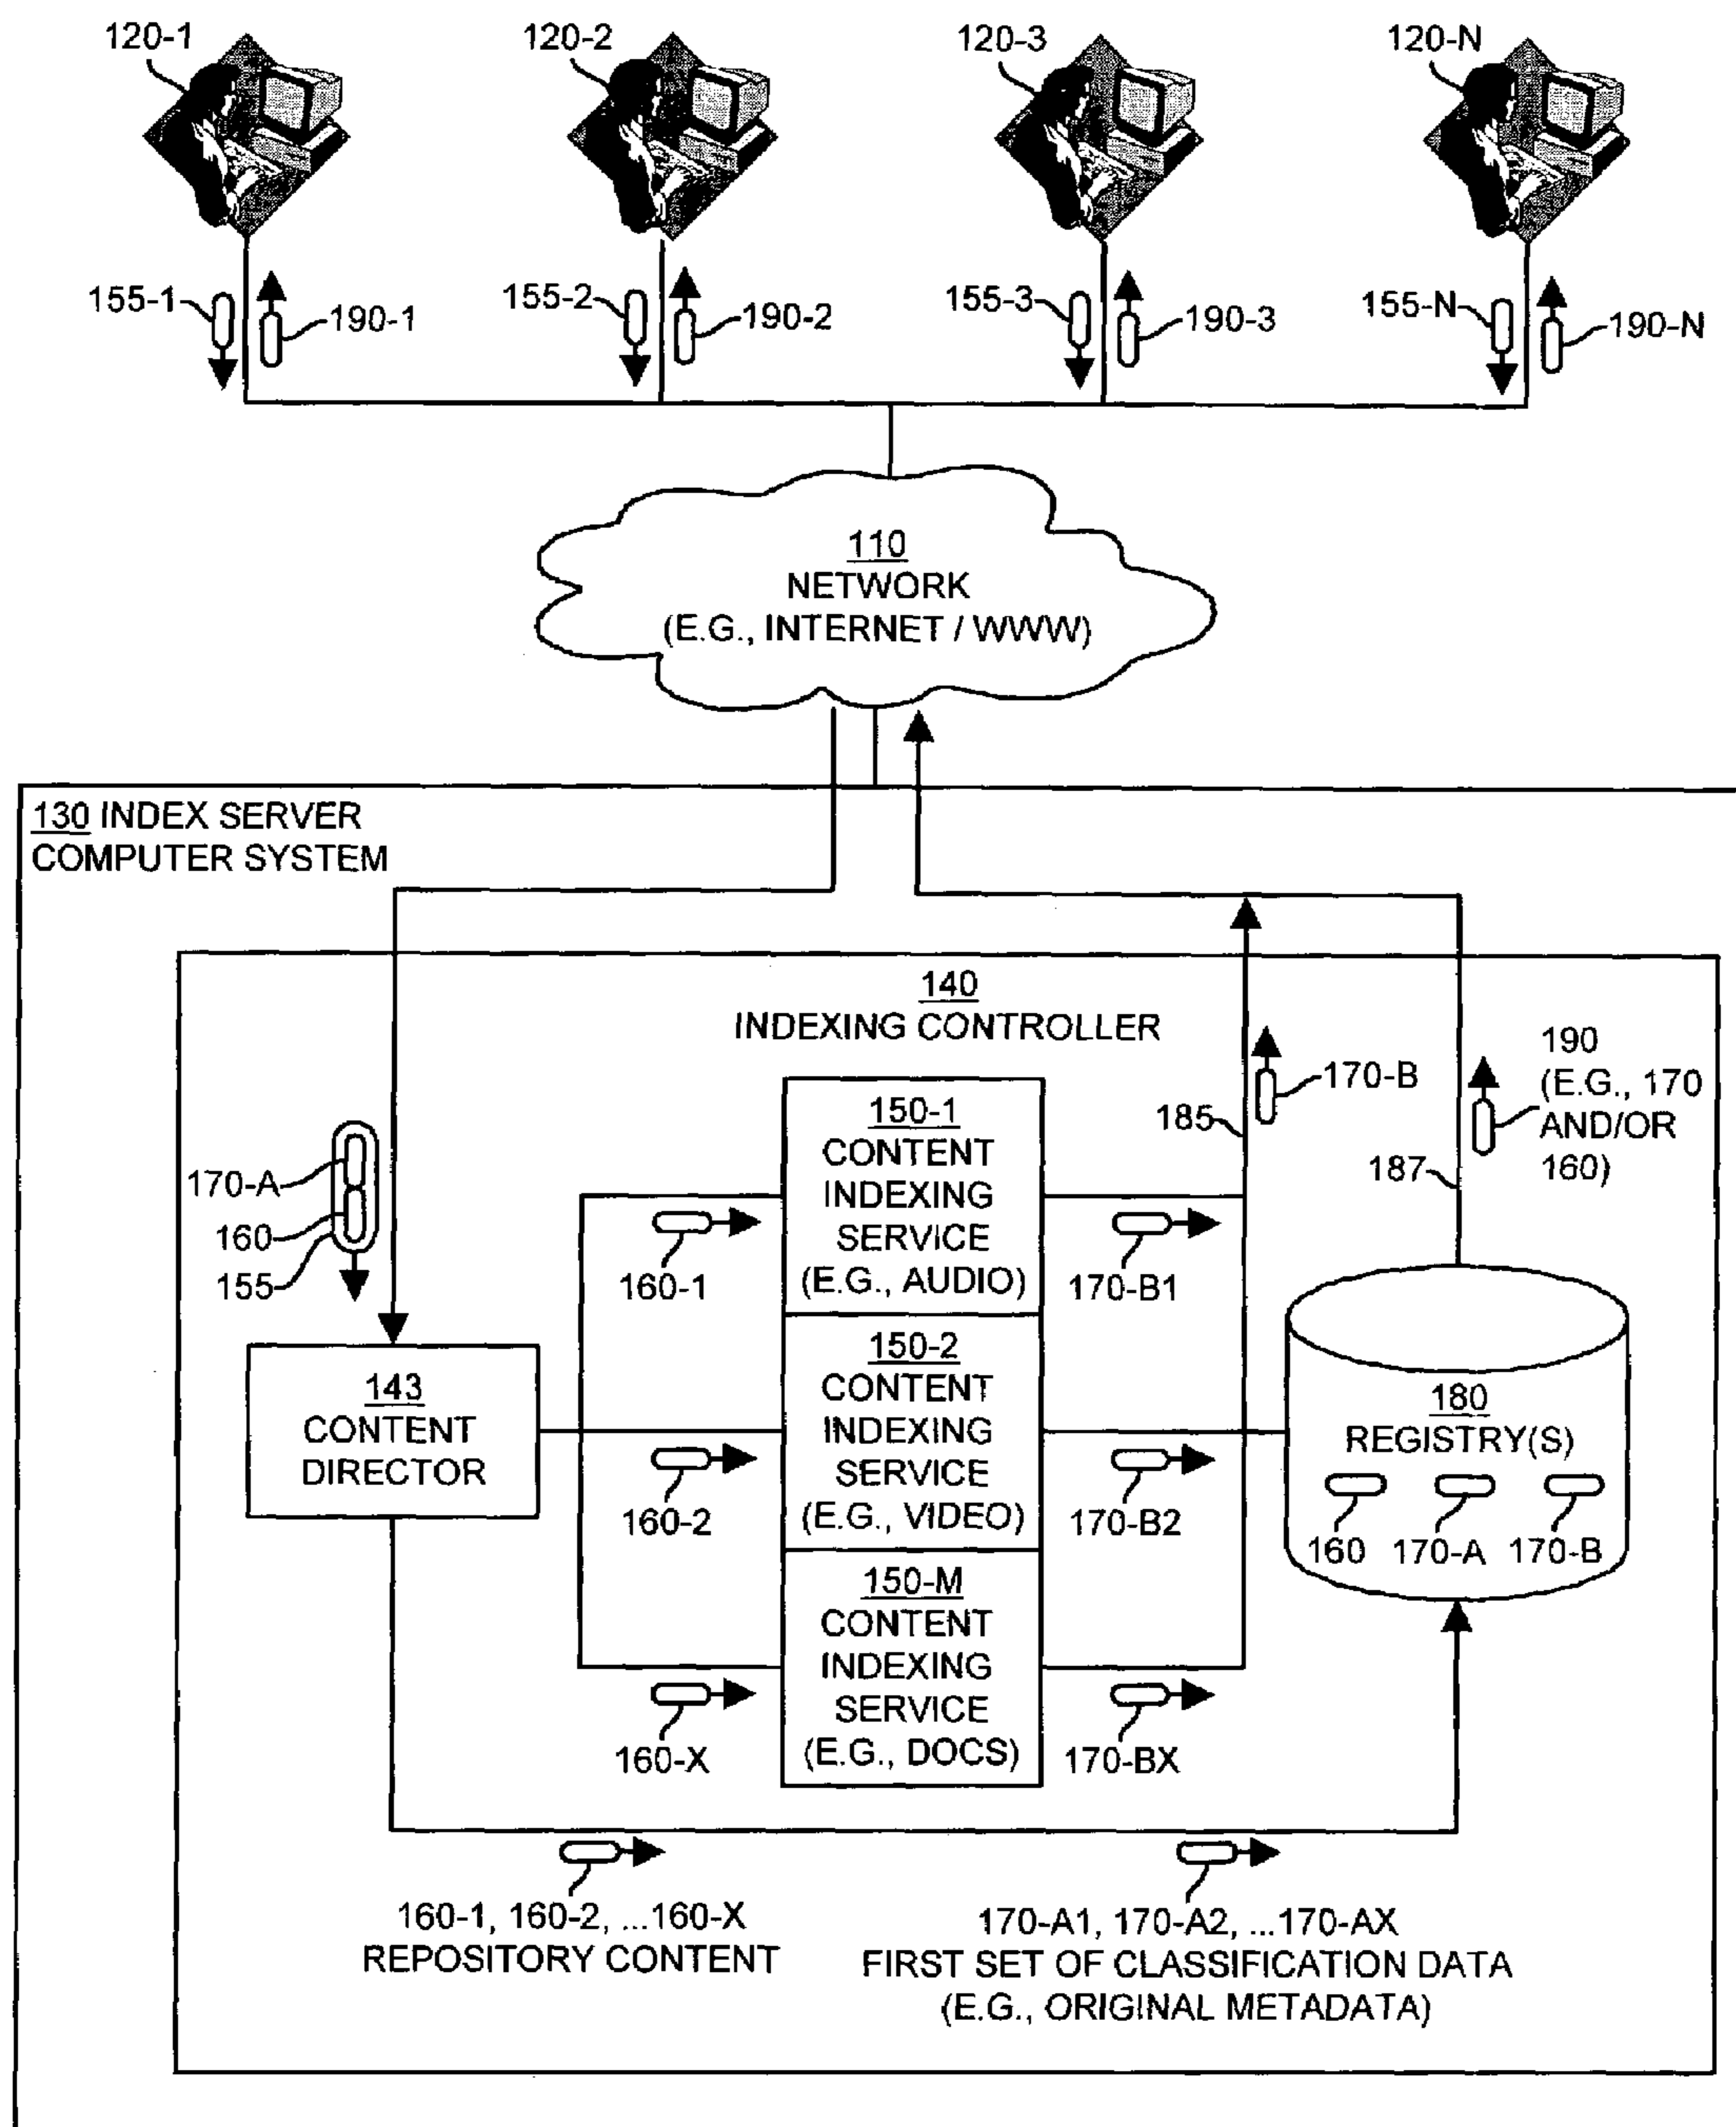 120-1
120-2
120-3
120-N
155-1
190-1
155-2
190-2
155-3
190-3
155-N
190-N
110
NETWORK
(E.G., INTERNET / WWW)
130 INDEX SERVER
COMPUTER SYSTEM
140
INDEXING CONTROLLER
170-A
160
155
143
CONTENT
DIRECTOR
160-1
160-2
160-X
150-1
CONTENT
INDEXING
SERVICE
(E.G., AUDIO)
150-2
CONTENT
INDEXING
SERVICE
(E.G., VIDEO)
150-M
CONTENT
INDEXING
SERVICE
(E.G., DOCS)
170-B1
170-B2
170-BX
185
170-B
187
190
(E.G., 170
AND/OR
160)
180
REGISTRY(S)
160
170-A
170-B
160-1, 160-2, ...160-X
REPOSITORY CONTENT
170-A1, 170-A2, ...170-AX
FIRST SET OF CLASSIFICATION DATA
(E.G., ORIGINAL METADATA)